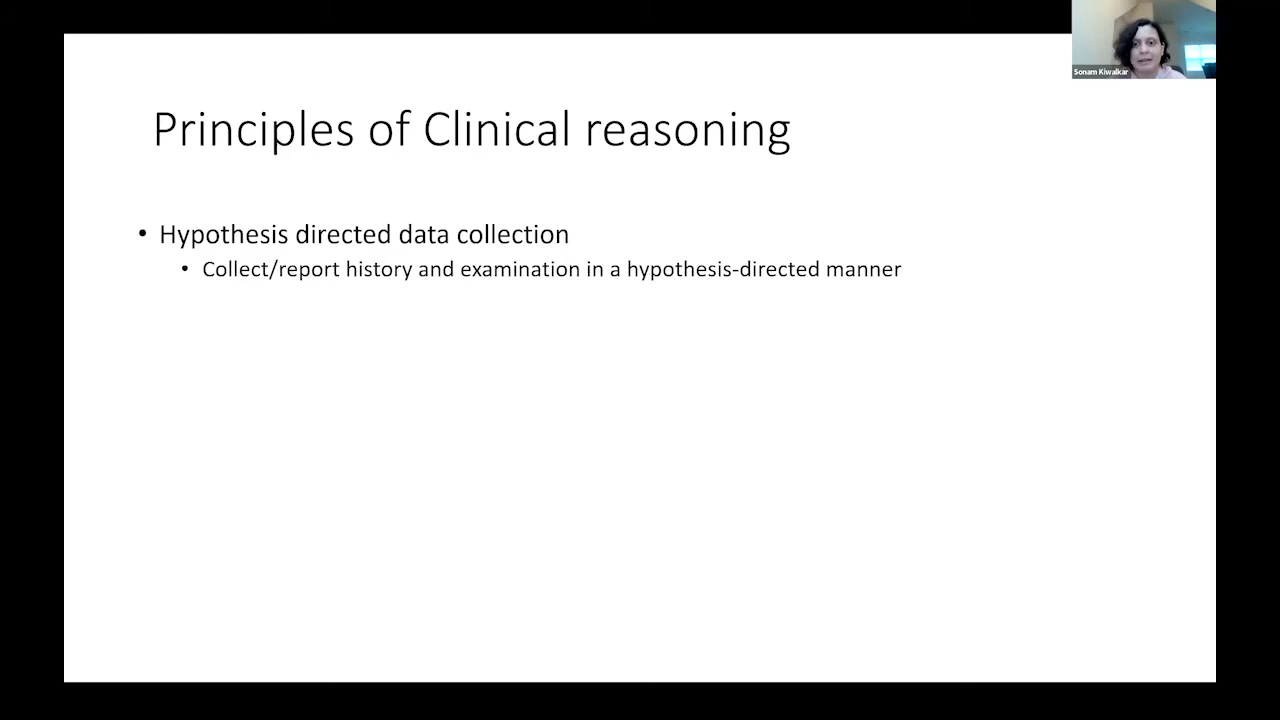 Sonam Kiwalkar
Principles of Clinical reasoning
• Hypothesis directed data collection
• Collect/report history and examination in a hypothesis-directed manner